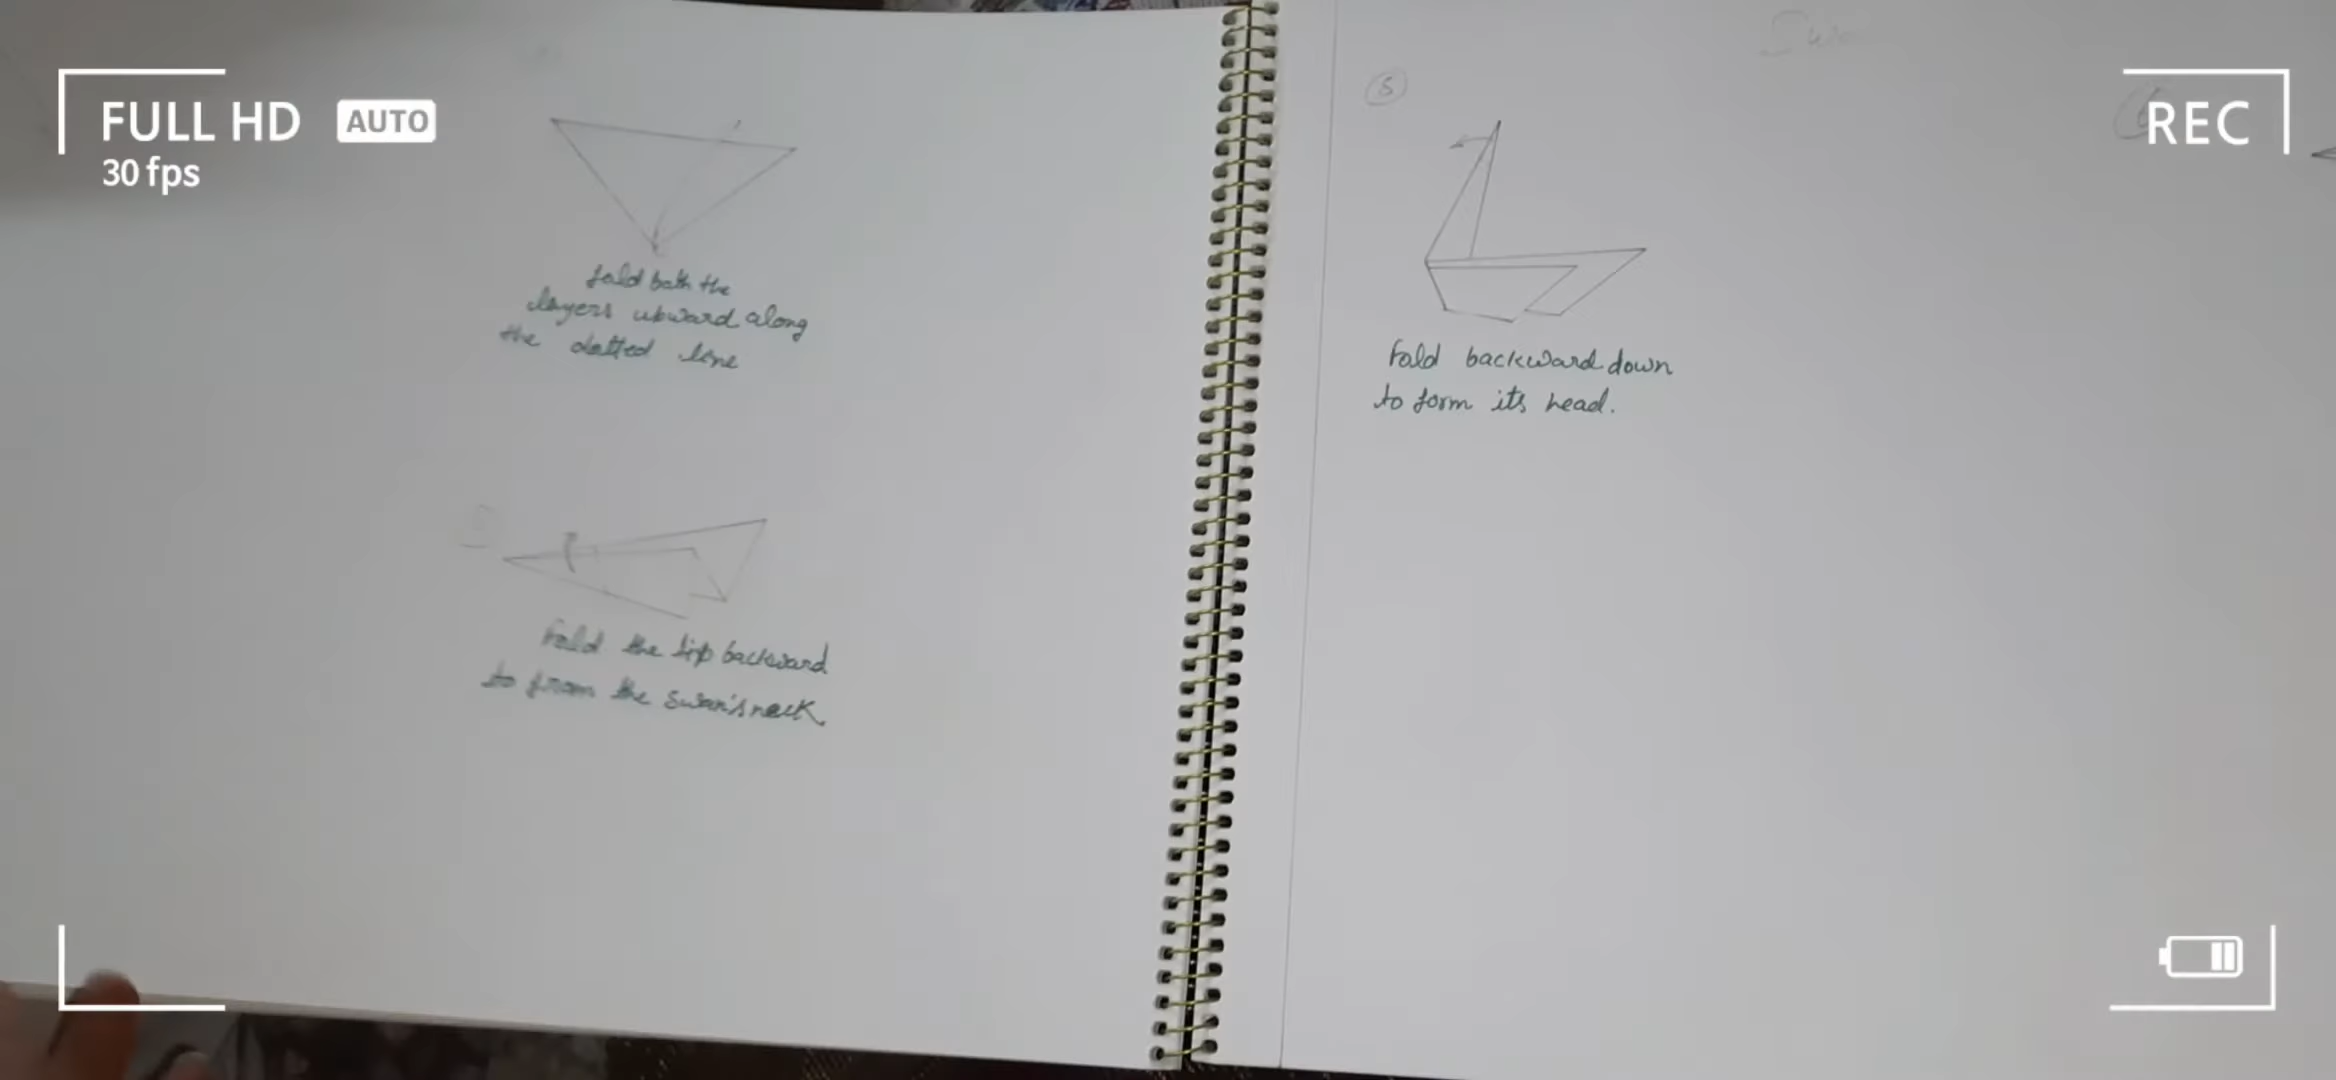 FULL HD AUTO
30 fps
REC
fold both the
layers upward along
the dotted line
Fold the tip backward
to from the swan's neck
5
Fold backward down
to form its head.